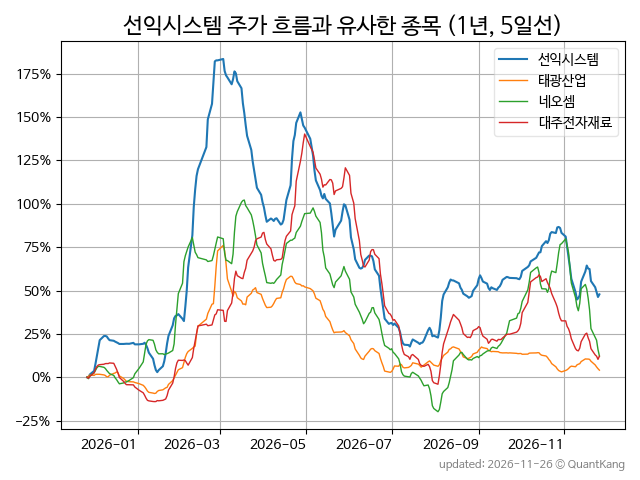 선익시스템 주가 흐름과 유사한 종목 (1년, 5일선)
선익시스템
태광산업
네오셈
대주전자재료
175%
150%
125%
100%
75%
50%
25%
0%
−25%
2026-01
2026-03
2026-05
2026-07
2026-09
2026-11
updated: 2026-11-26 © QuantKang